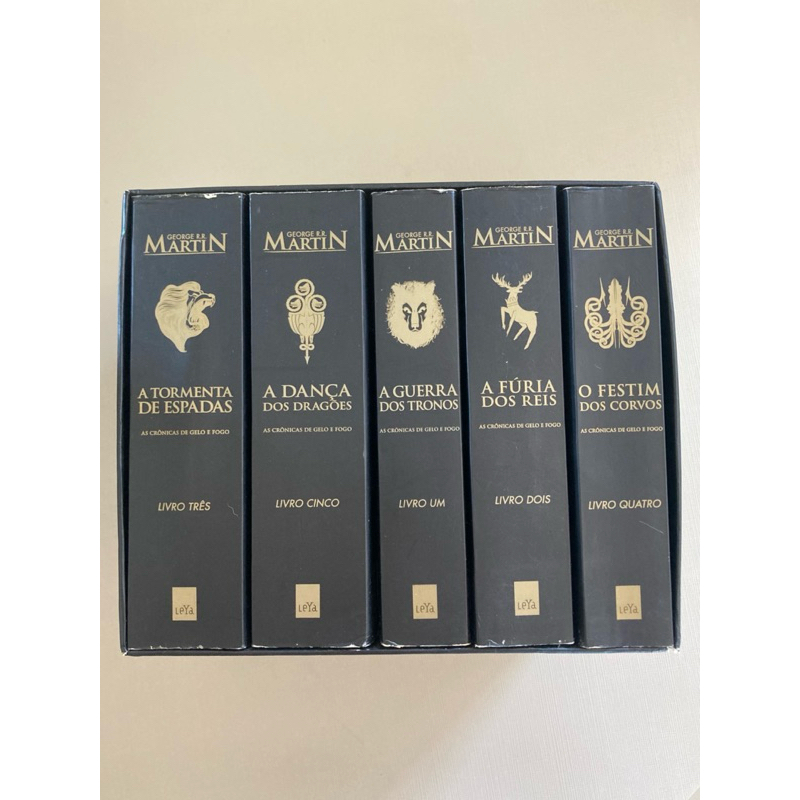 GEORGE R.R.
MARTIN
A TORMENTA
DE ESPADAS
AS CRÔNICAS DE GELO E FOGO
LIVRO TRÊS
LeYa
GEORGE R.R.
MARTIN
A DANÇA
DOS DRAGÕES
AS CRÔNICAS DE GELO E FOGO
LIVRO CINCO
LeYa
GEORGE R.R.
MARTIN
A GUERRA
DOS TRONOS
AS CRÔNICAS DE GELO E FOGO
LIVRO UM
LeYa
GEORGE R.R.
MARTIN
A FÚRIA
DOS REIS
AS CRÔNICAS DE GELO E FOGO
LIVRO DOIS
LeYa
GEORGE R.R.
MARTIN
O FESTIM
DOS CORVOS
AS CRÔNICAS DE GELO E FOGO
LIVRO QUATRO
LeYa